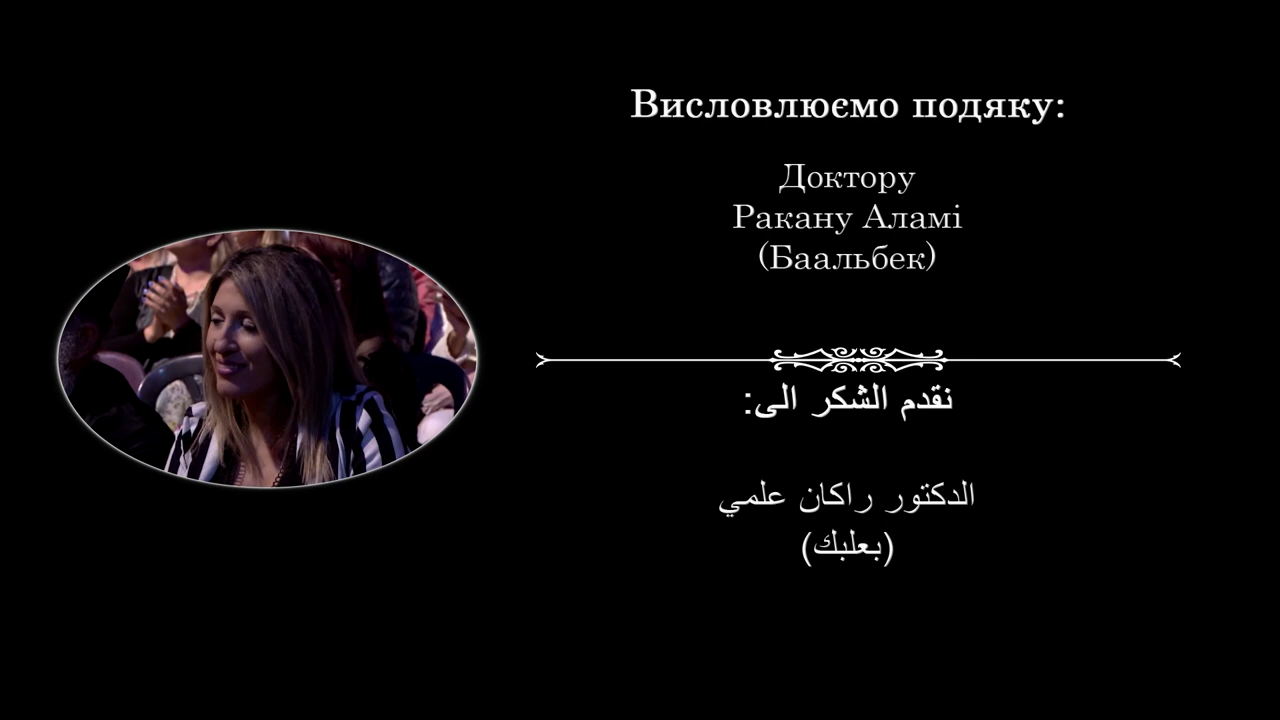 Висловлюємо подяку:
Доктору
Ракану Аламі
(Баальбек)
نقدم الشكر الى:
الدكتور راكان علمي
(بعلبك)